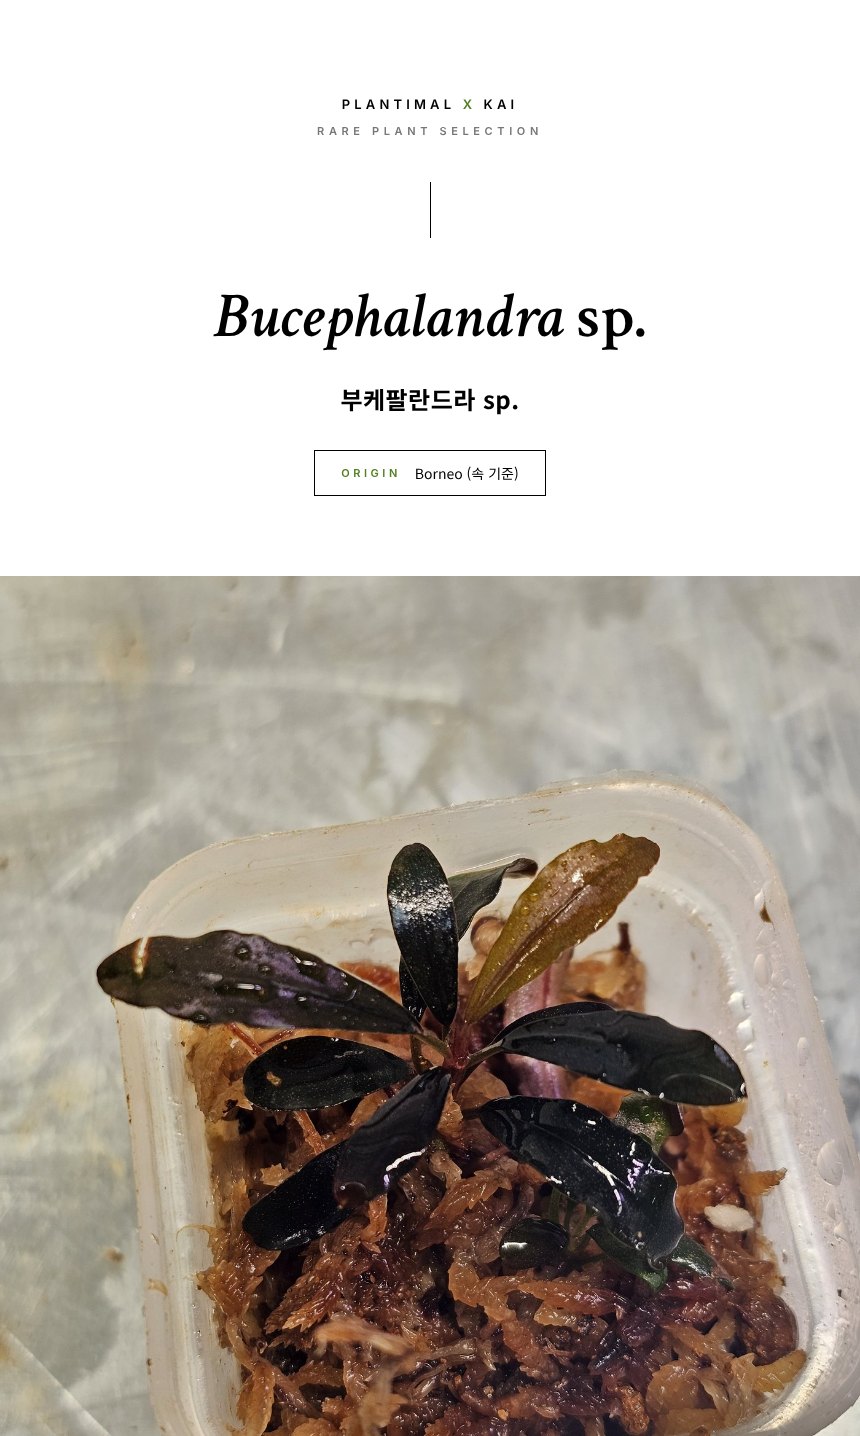 PLANTIMAL X KAI
RARE PLANT SELECTION
Bucephalandra sp.
부케팔란드라 sp.
ORIGIN Borneo (속 기준)